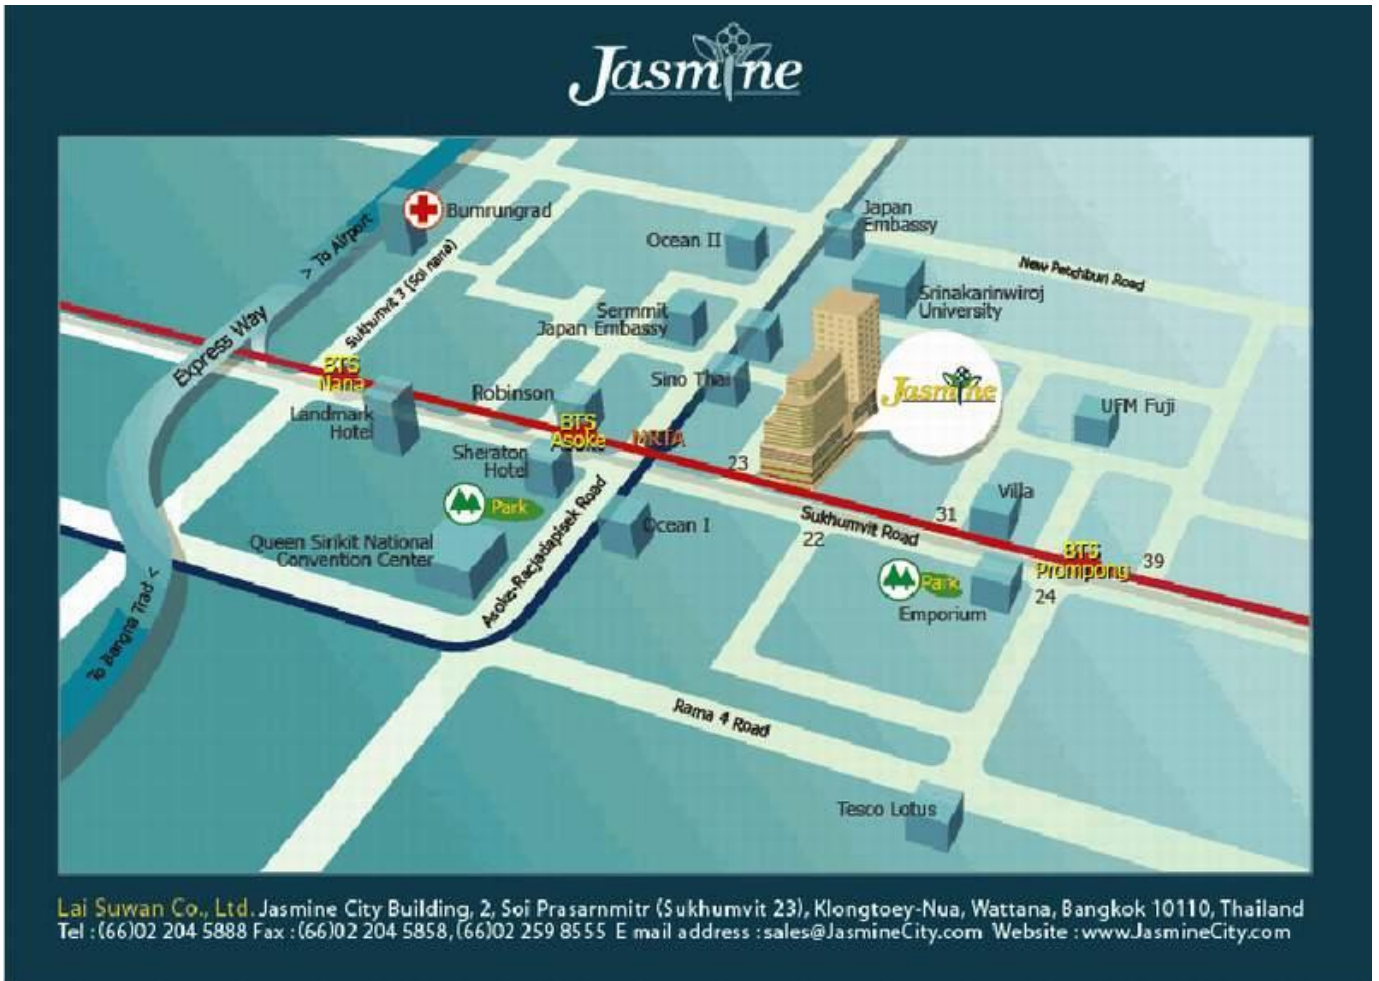 Jasmine
Bumrungrad
Japan
Embassy
Ocean II
> To Airport
Sukhumvit 3 (Soi nana)
New Petchburi Road
Srinakarinwiroj
University
Sermmit
Japan Embassy
Express Way
BTS
Nana
Sino Thai
Jasmine
Robinson
Landmark
Hotel
UFM Fuji
BTS
Asoke
Asoke
MRTA
Sheraton
Hotel
23
Villa
Park
Sukhumvit Road
31
Ocean I
22
Queen Sirikit National
Convention Center
Asoke-Racjadapisek Road
BTS
Prompong
39
Park
24
Emporium
To Bangna Trad <
Rama 4 Road
Tesco Lotus
Lai Suwan Co., Ltd. Jasmine City Building, 2, Soi Prasarnmitr (Sukhumvit 23), Klongtoey-Nua, Wattana, Bangkok 10110, Thailand
Tel : (66)02 204 5888 Fax : (66)02 204 5858, (66)02 259 8555 E mail address : sales@JasmineCity.com Website : www.JasmineCity.com